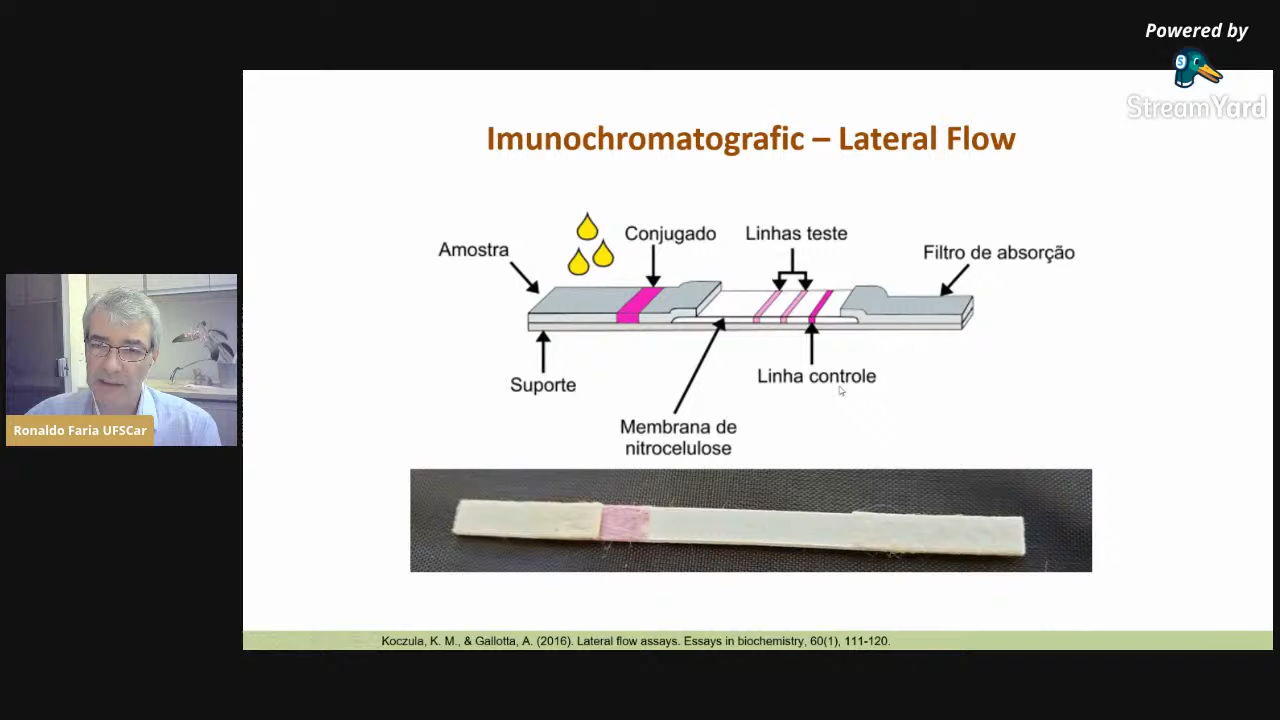 Powered by
StreamYard
Imunochromatografic – Lateral Flow
Amostra
Conjugado
Linhas teste
Filtro de absorção
Suporte
Linha controle
Membrana de
nitrocelulose
Ronaldo Faria UFSCar
Koczula, K. M., & Gallotta, A. (2016). Lateral flow assays. Essays in biochemistry, 60(1), 111-120.